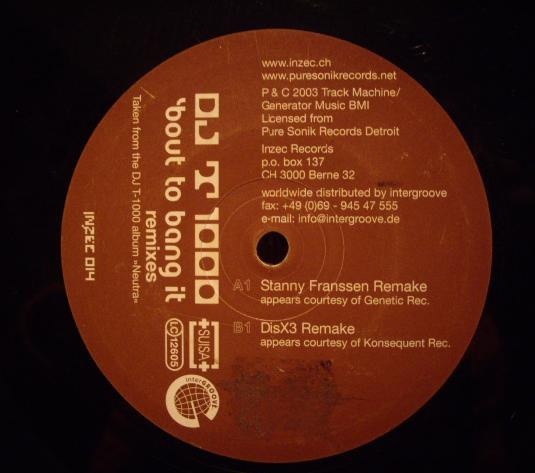 www.inzec.ch
www.puresonikrecords.net
P & C 2003 Track Machine/
Generator Music BMI
Licensed from
Pure Sonik Records Detroit
Inzec Records
p.o. box 137
CH 3000 Berne 32
worldwide distributed by intergroove
fax: +49 (0)69 - 945 47 555
e-mail: info@intergroove.de
A1 Stanny Franssen Remake
appears courtesy of Genetic Rec.
B1 DisX3 Remake
appears courtesy of Konsequent Rec.
DJ T 1000
'bout to bang it
remixes
Taken from the DJ T-1000 album »Neutra«
INZEC 014
SUISA
LC 12605
interGROOVE